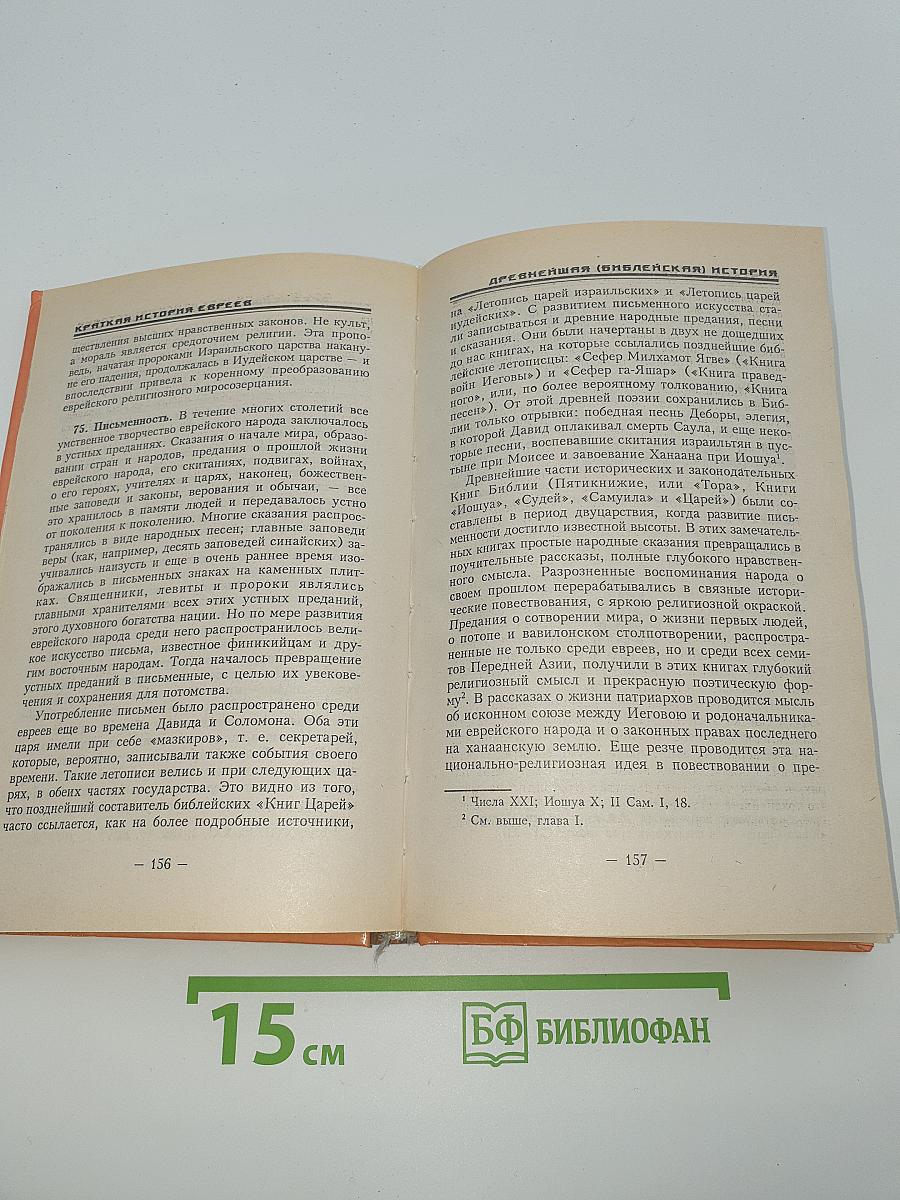 КРАТКАЯ ИСТОРИЯ ЕВРЕЕВ
ществления высших нравственных законов. Не культ,
а мораль является средоточием религии. Эта пропо-
ведь, начатая пророками Израильского царства накану-
не его падения, продолжалась в Иудейском царстве — и
впоследствии привела к коренному преобразованию
еврейского религиозного миросозерцания.
75. Письменность. В течение многих столетий все
умственное творчество еврейского народа заключалось
в устных преданиях. Сказания о начале мира, образо-
вании стран и народов, предания о прошлой жизни
еврейского народа, его скитаниях, подвигах, войнах,
о его героях, учителях и царях, наконец, божествен-
ные заповеди и законы, верования и обычаи, — все
это хранилось в памяти людей и передавалось устно
от поколения к поколению. Многие сказания распрос-
транялись в виде народных песен; главные заповеди
веры (как, например, десять заповедей синайских) за-
учивались наизусть и еще в очень раннее время изо-
бражались в письменных знаках на каменных плит-
ках. Священники, левиты и пророки являлись
главными хранителями всех этих устных преданий,
этого духовного богатства нации. Но по мере развития
еврейского народа среди него распространилось вели-
кое искусство письма, известное финикийцам и дру-
гим восточным народам. Тогда началось превращение
устных преданий в письменные, с целью их увекове-
чения и сохранения для потомства.
Употребление письмен было распространено среди
евреев еще во времена Давида и Соломона. Оба эти
царя имели при себе «мазкиров», т. е. секретарей,
которые, вероятно, записывали также события своего
времени. Такие летописи велись и при следующих ца-
рях, в обеих частях государства. Это видно из того,
что позднейший составитель библейских «Книг Царей»
часто ссылается, как на более подробные источники,
— 156 —
ДРЕВНЕЙШАЯ (БИБЛЕЙСКАЯ) ИСТОРИЯ
на «Летопись царей израильских» и «Летопись царей
иудейских». С развитием письменного искусства ста-
ли записываться и древние народные предания, песни
и сказания. Они были начертаны в двух не дошедших
до нас книгах, на которые ссылались позднейшие биб-
лейские летописцы: «Сефер Милхамот Ягве» («Книга
войн Иеговы») и «Сефер га-Яшар» («Книга правед-
ного», или, по более вероятному толкованию, «Книга
песен»). От этой древней поэзии сохранились в Биб-
лии только отрывки: победная песнь Деборы, элегия,
в которой Давид оплакивал смерть Саула, и еще неко-
торые песни, воспевавшие скитания израильтян в пус-
тыне при Моисее и завоевание Ханаана при Иошуа¹.
Древнейшие части исторических и законодательных
Книг Библии (Пятикнижие, или «Тора», Книги
«Иошуа», «Судей», «Самуила» и «Царей») были со-
ставлены в период двуцарствия, когда развитие пись-
менности достигло известной высоты. В этих замечатель-
ных книгах простые народные сказания превращались в
поучительные рассказы, полные глубокого нравствен-
ного смысла. Разрозненные воспоминания народа о
своем прошлом перерабатывались в связные истори-
ческие повествования, с яркою религиозной окраской.
Предания о сотворении мира, о жизни первых людей,
о потопе и вавилонском столпотворении, распростра-
ненные не только среди евреев, но и среди всех семи-
тов Передней Азии, получили в этих книгах глубокий
религиозный смысл и прекрасную поэтическую фор-
му². В рассказах о жизни патриархов проводится мысль
об исконном союзе между Иеговою и родоначальника-
ми еврейского народа и о законных правах последнего
на ханаанскую землю. Еще резче проводится эта на-
ционально-религиозная идея в повествовании о пре-
¹ Числа XXI; Иошуа X; II Сам. I, 18.
² См. выше, глава I.
— 157 —
15 см
БФ БИБЛИОФАН